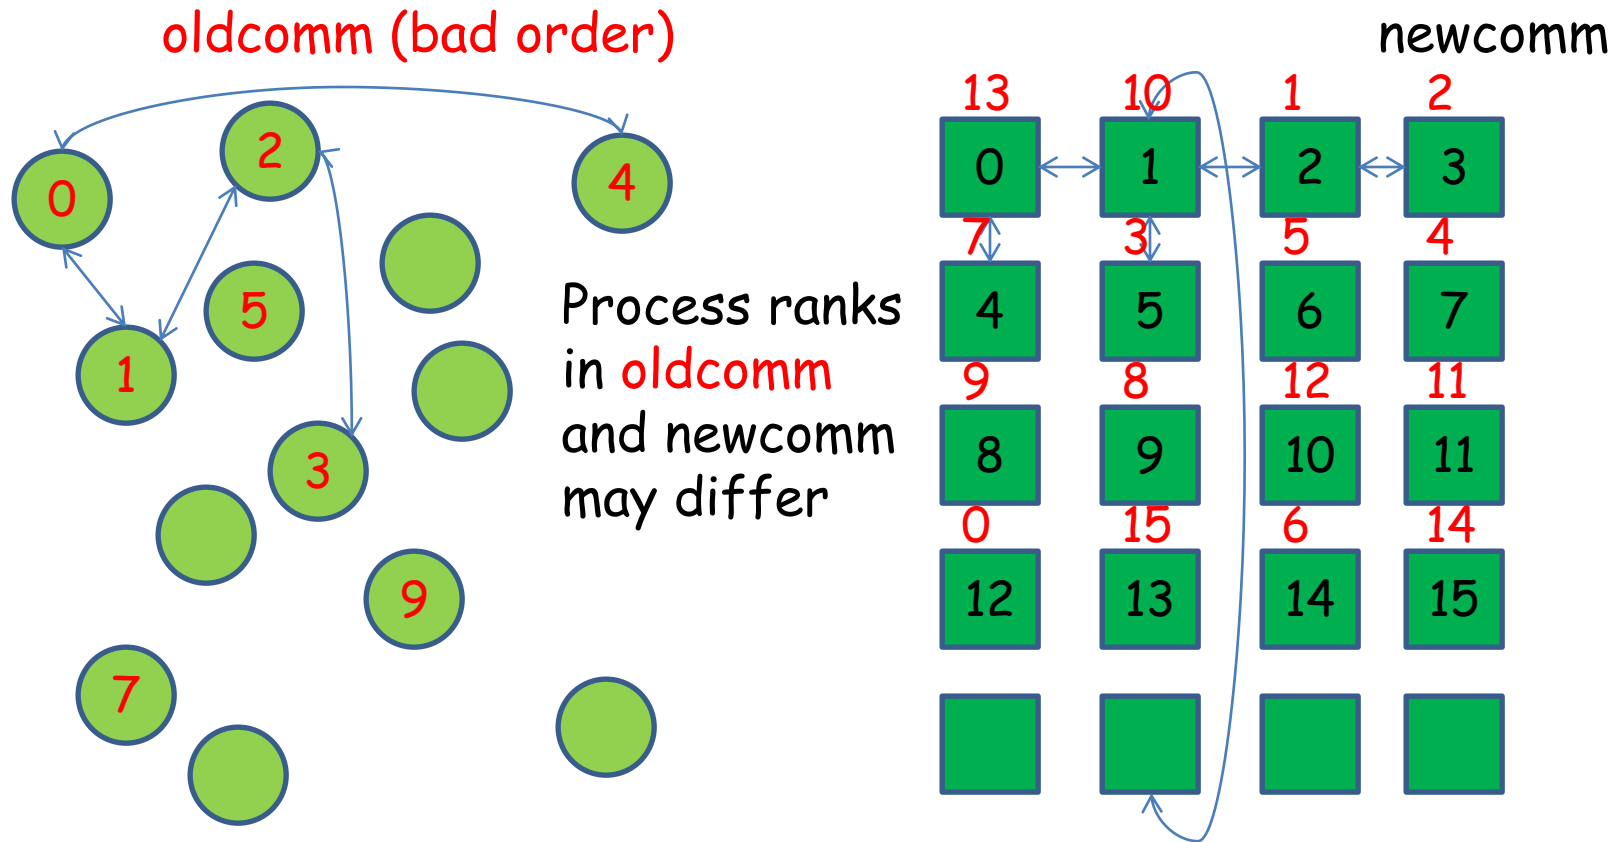 oldcomm (bad order)
newcomm
0
2
4
5
1
3
9
7
Process ranks
in oldcomm
and newcomm
may differ
13 10 1 2
0 1 2 3
7 3 5 4
4 5 6 7
9 8 12 11
8 9 10 11
0 15 6 14
12 13 14 15